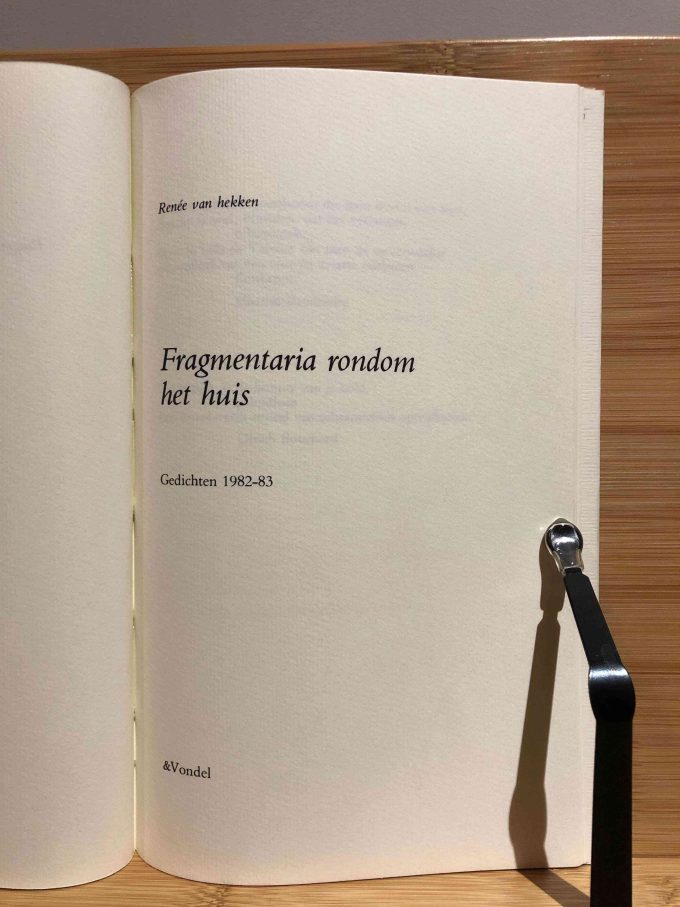 Renée van hekken
Fragmentaria rondom
het huis
Gedichten 1982-83
&Vondel